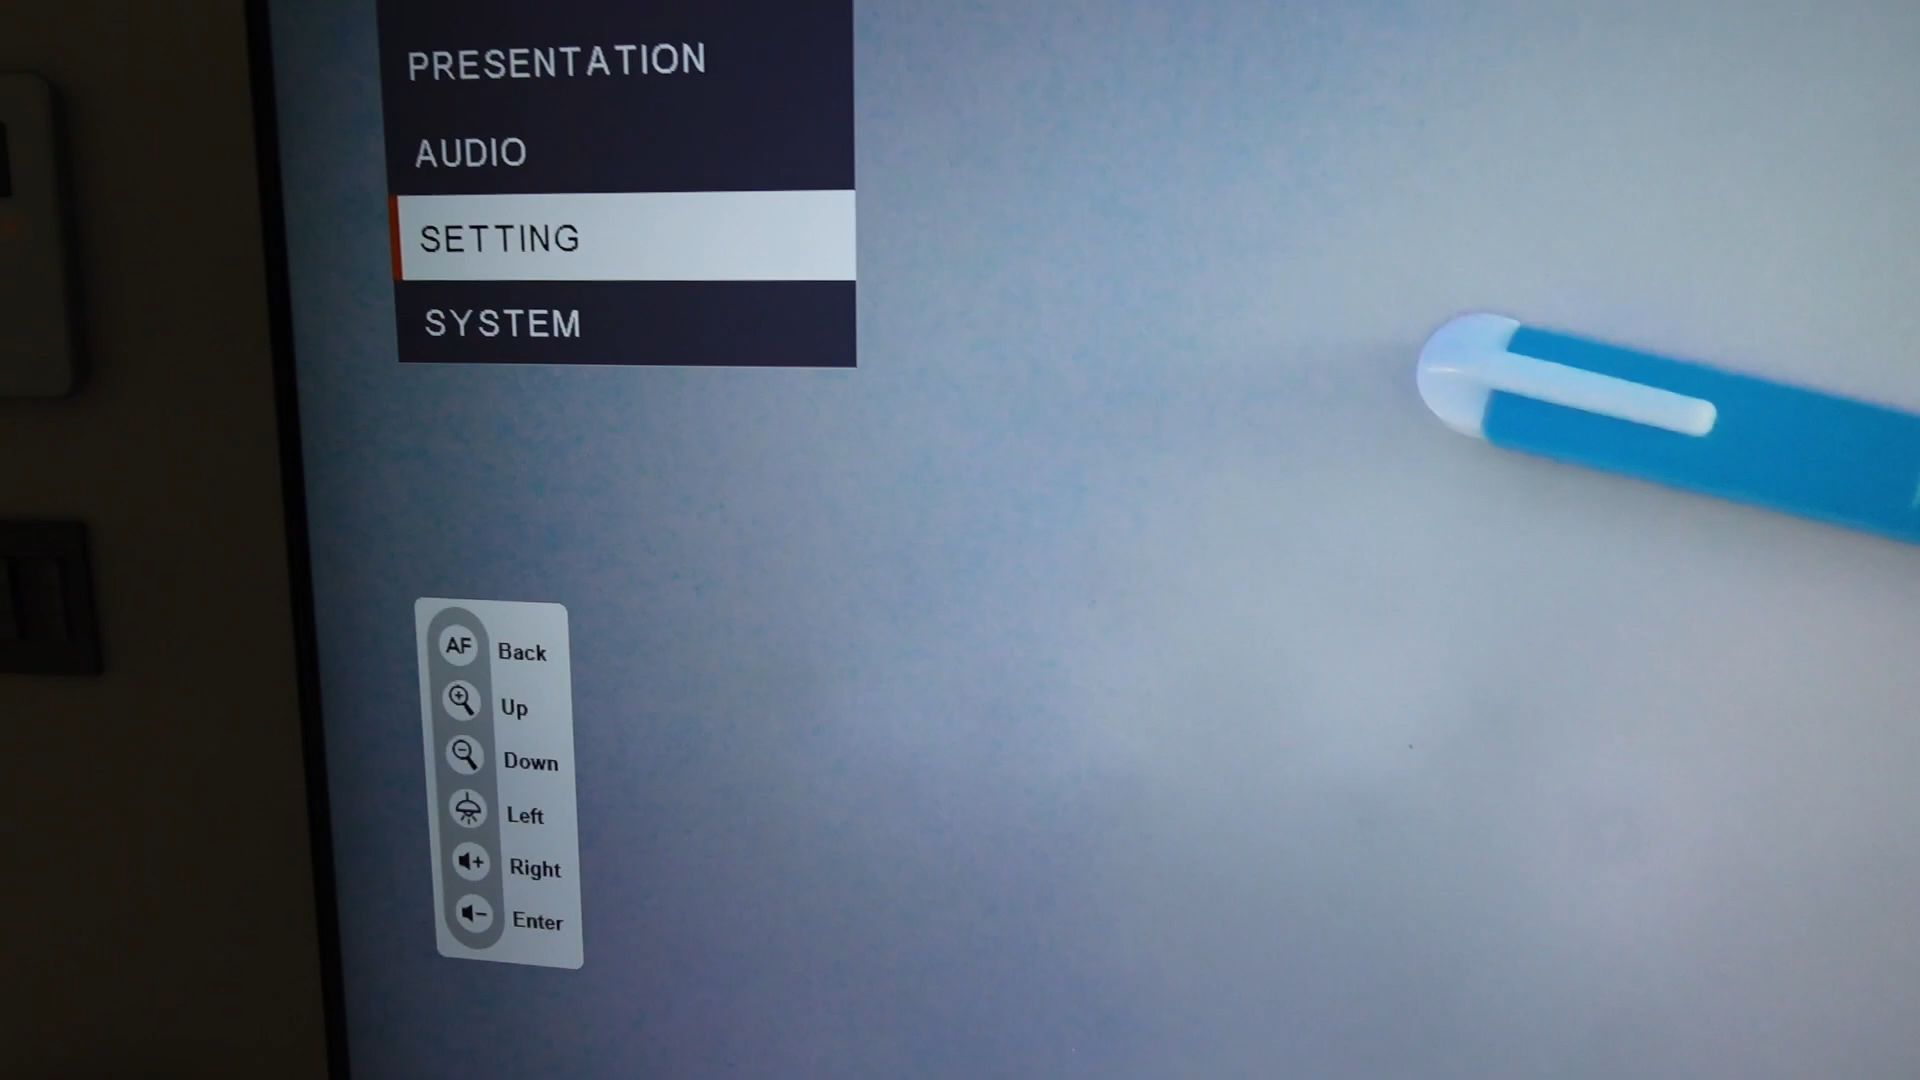 PRESENTATION
AUDIO
SETTING
SYSTEM
AF Back
Up
Down
Left
Right
Enter